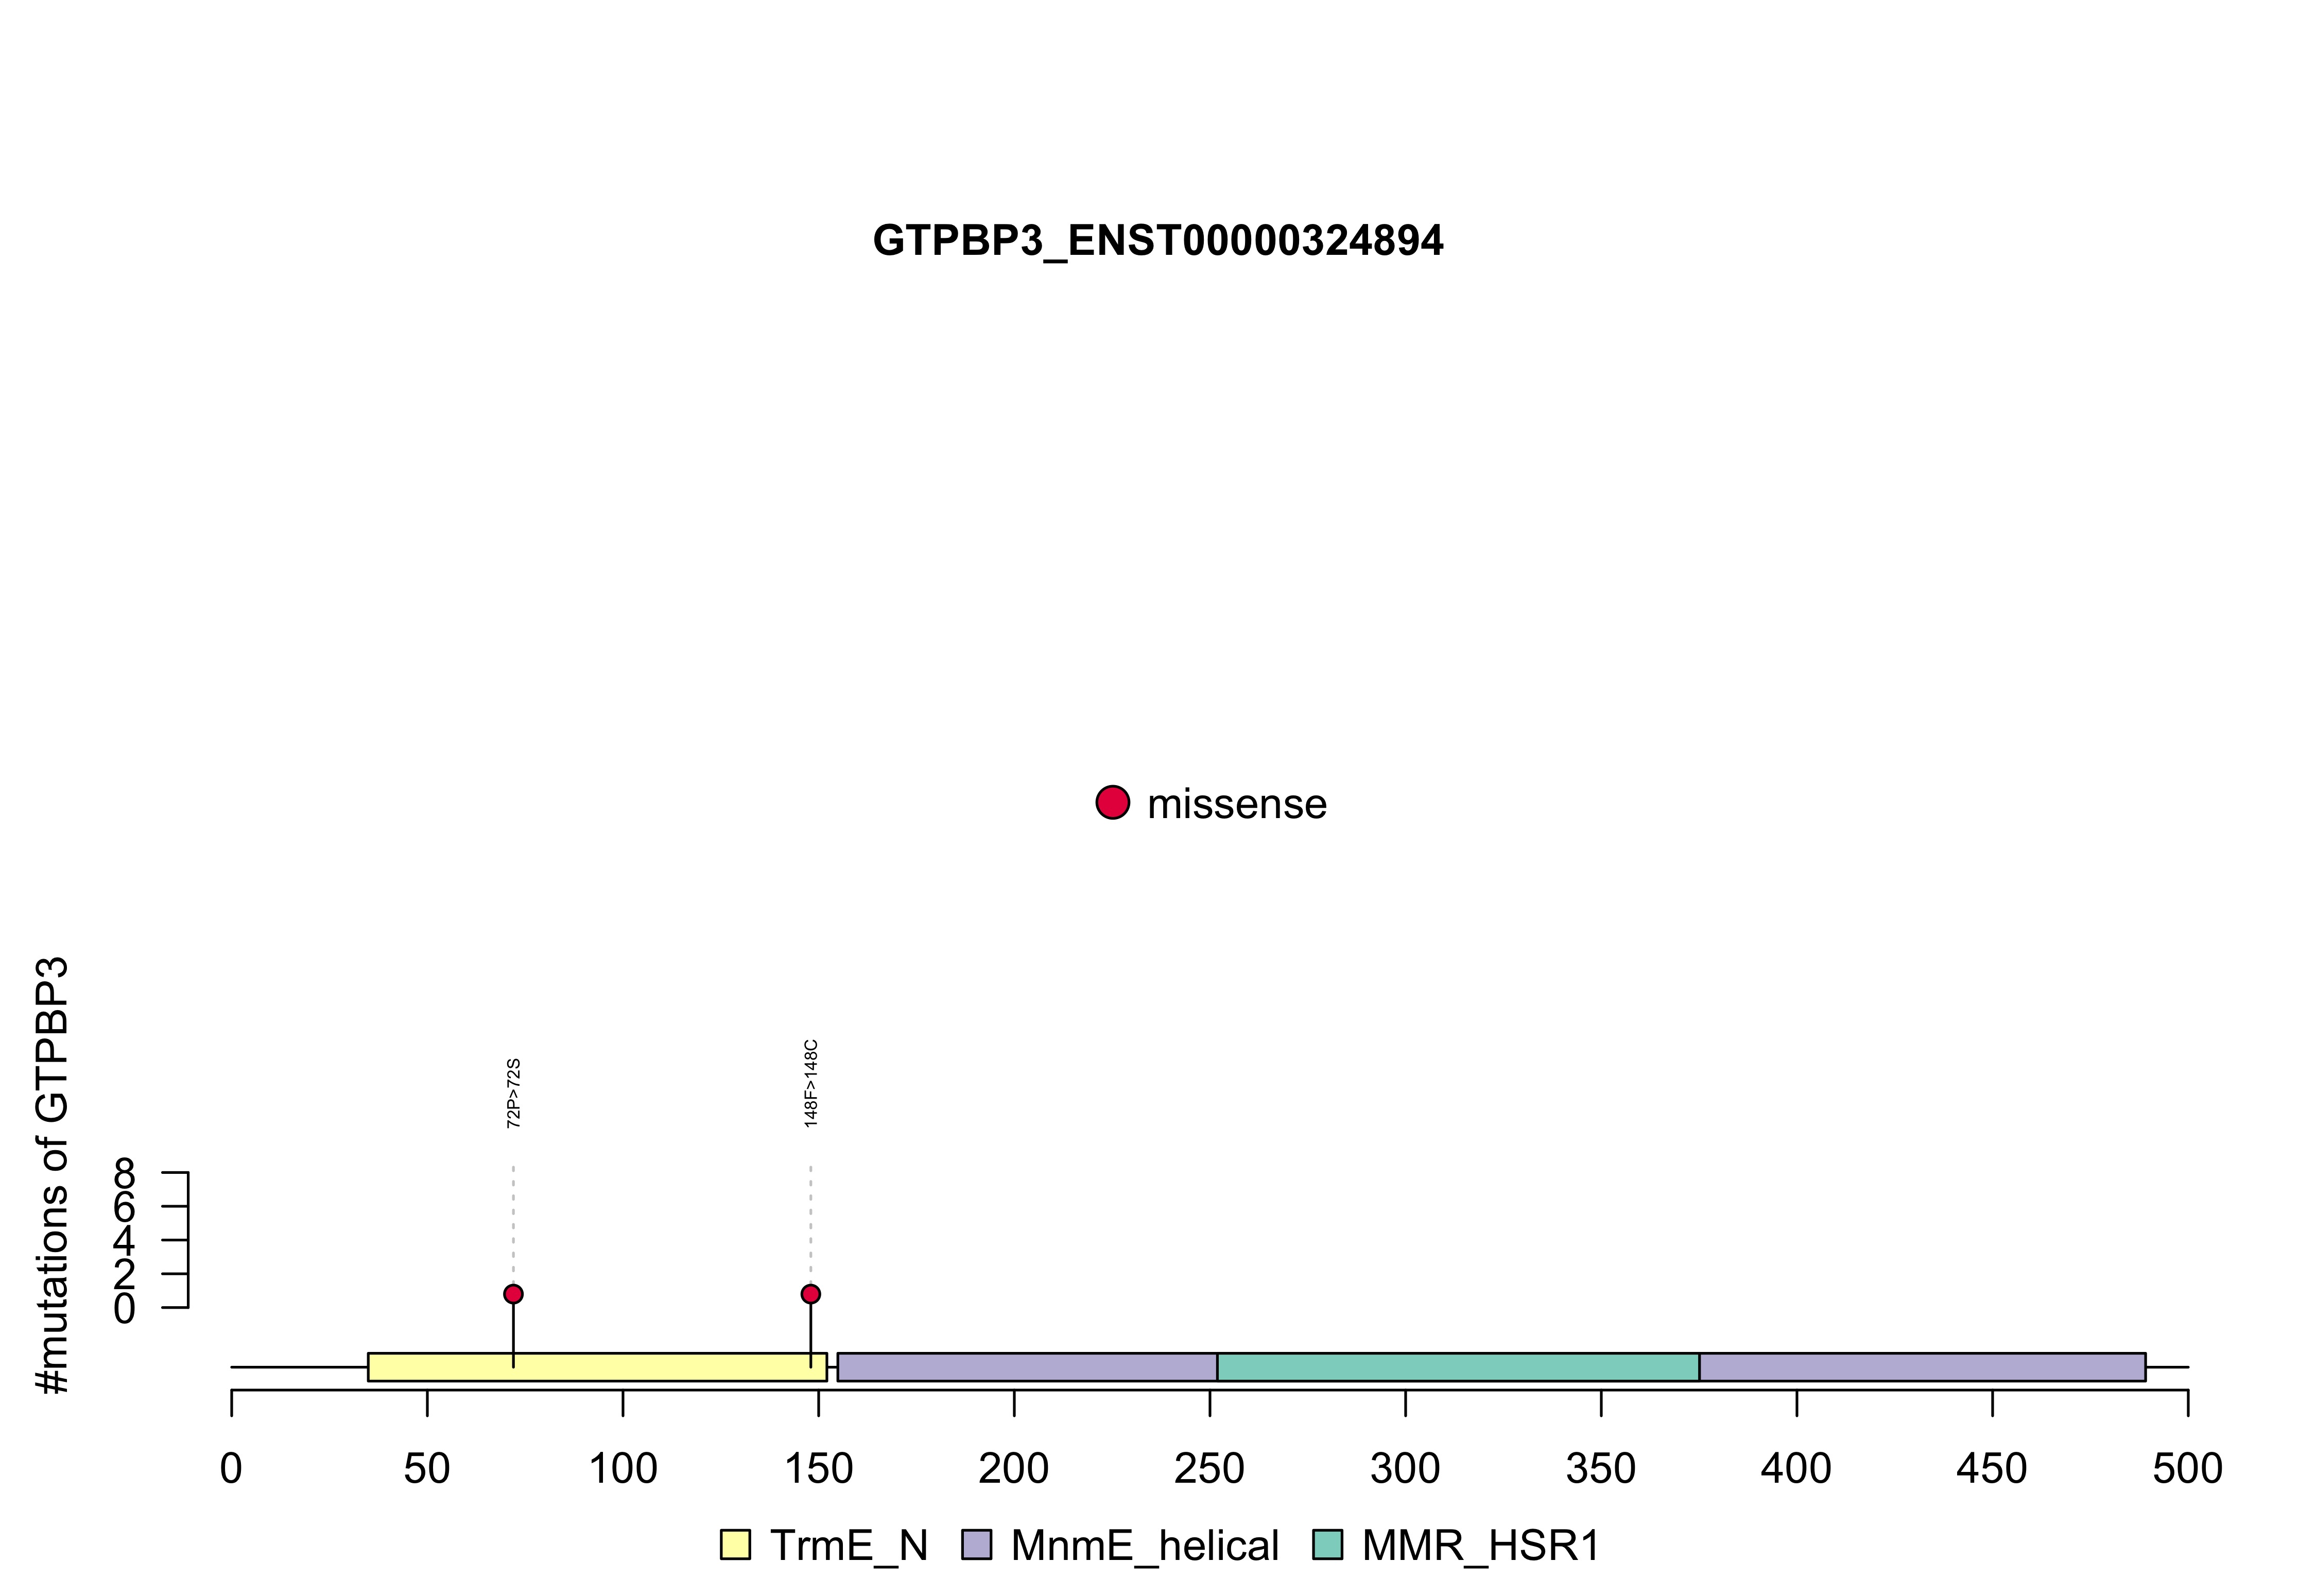 GTPBP3_ENST00000324894
missense
#mutations of GTPBP3
72P>72S
148F>148C
8
6
4
2
0
0 50 100 150 200 250 300 350 400 450 500
TrmE_N MnmE_helical MMR_HSR1